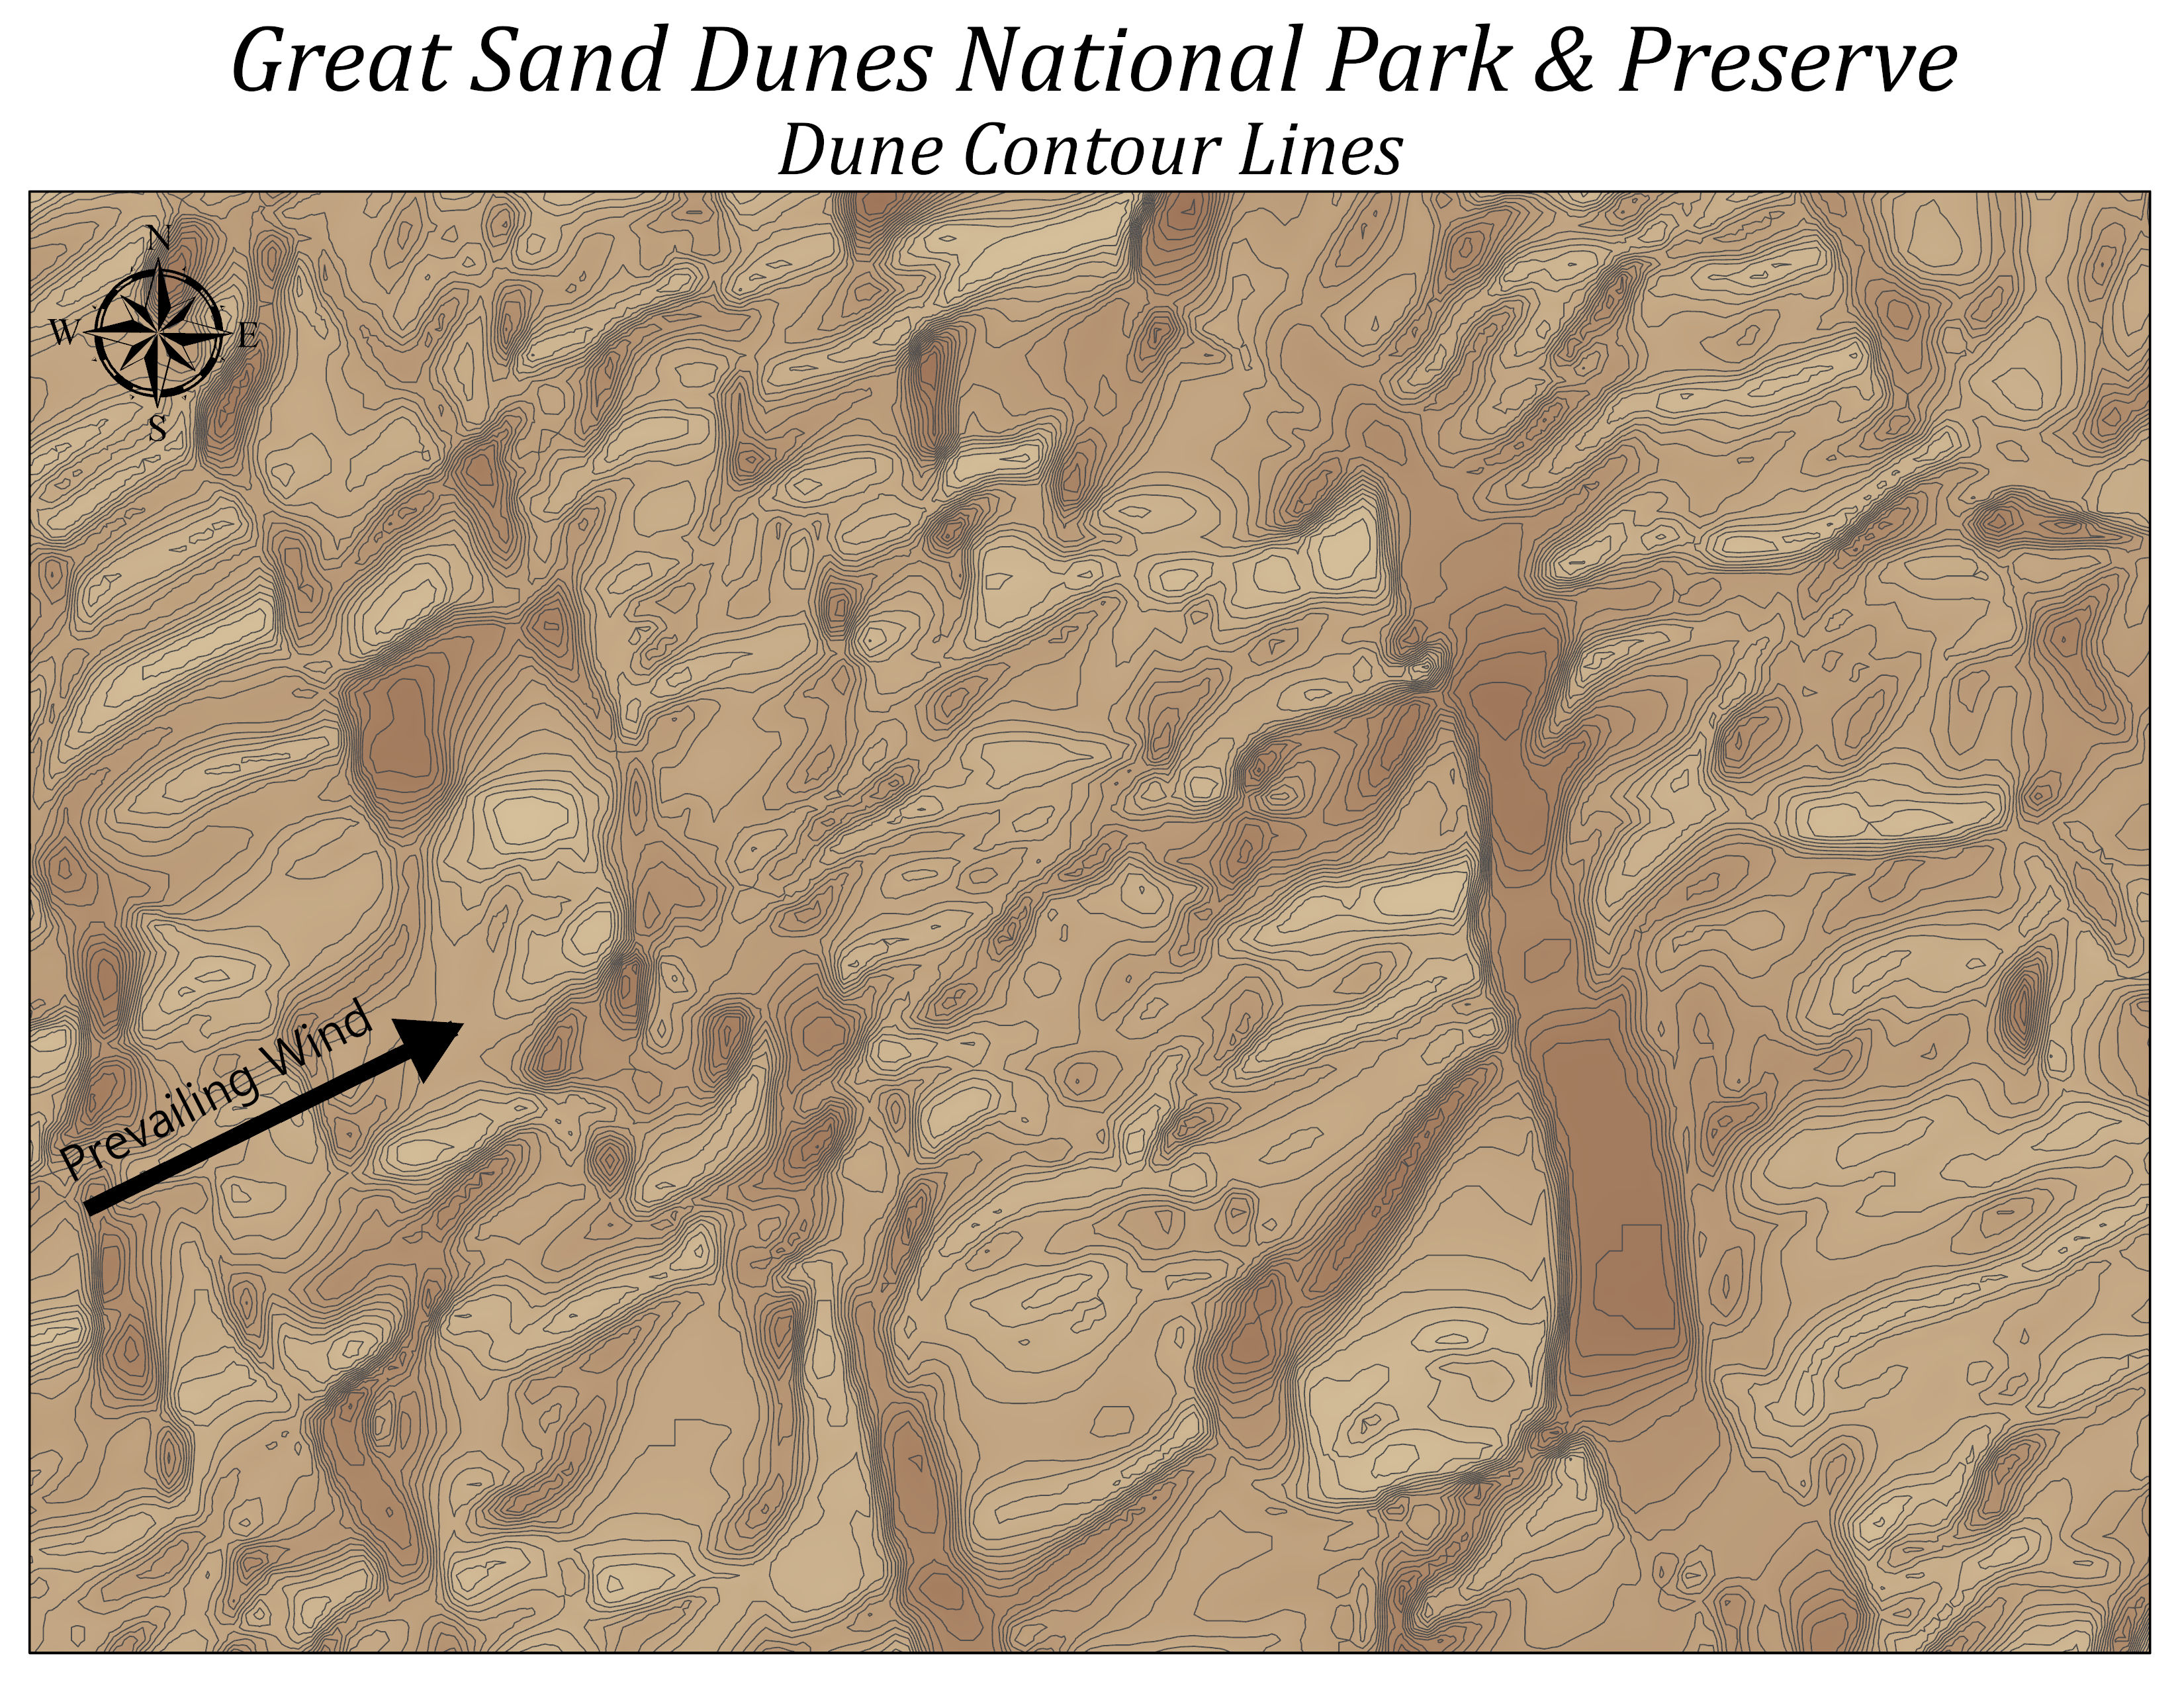 Great Sand Dunes National Park & Preserve
Dune Contour Lines
N
W
E
S
Prevailing Wind